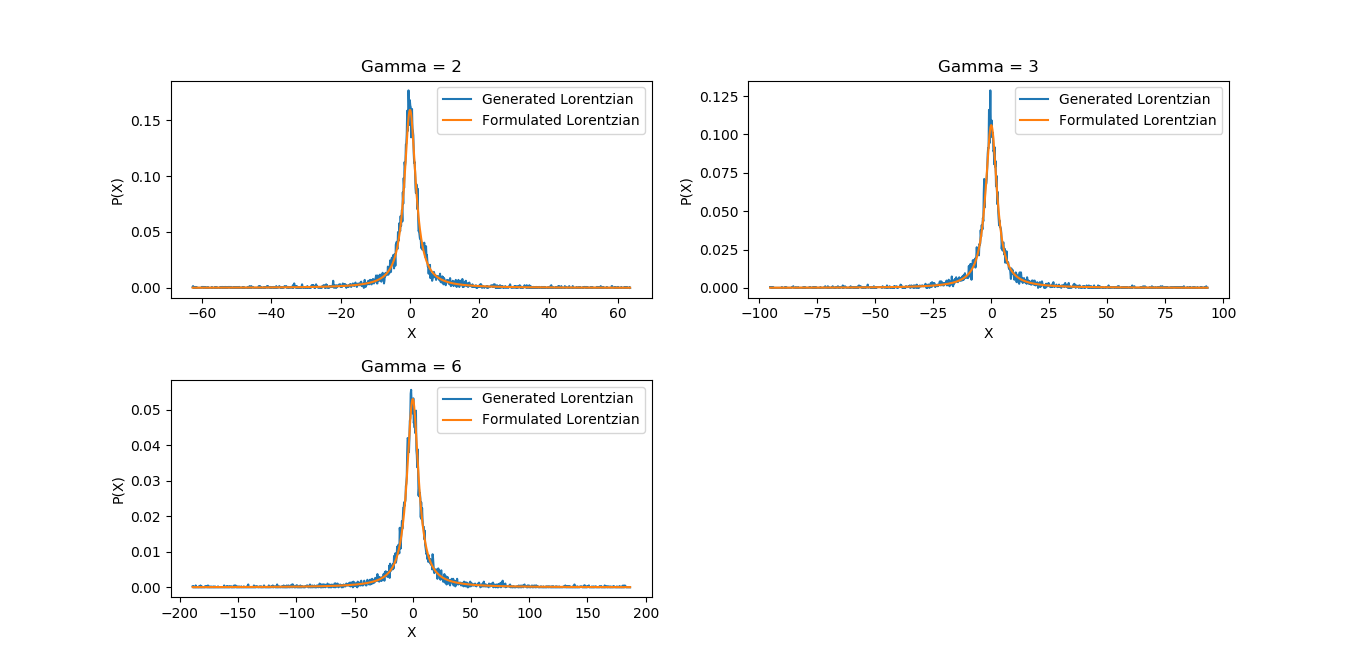 Gamma = 2
Generated Lorentzian
Formulated Lorentzian
P(X)
0.15
0.10
0.05
0.00
−60 −40 −20 0 20 40 60
X
Gamma = 3
Generated Lorentzian
Formulated Lorentzian
P(X)
0.125
0.100
0.075
0.050
0.025
0.000
−100 −75 −50 −25 0 25 50 75 100
X
Gamma = 6
Generated Lorentzian
Formulated Lorentzian
P(X)
0.05
0.04
0.03
0.02
0.01
0.00
−200 −150 −100 −50 0 50 100 150 200
X